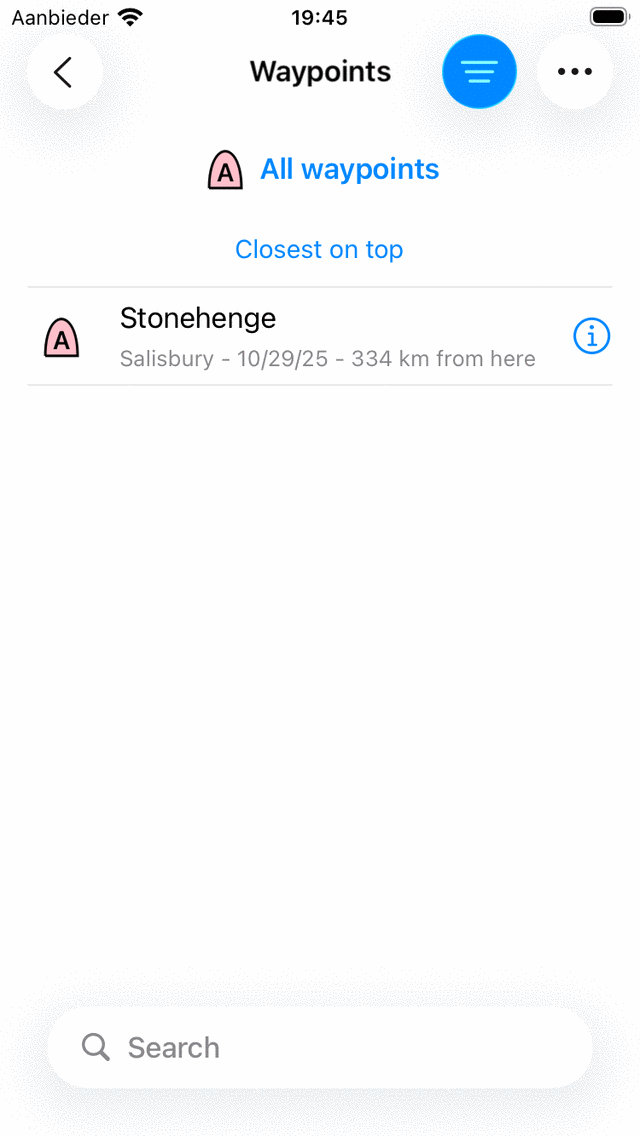 Aanbieder 19:45
Waypoints
A All waypoints
Closest on top
A Stonehenge
Salisbury - 10/29/25 - 334 km from here
Search